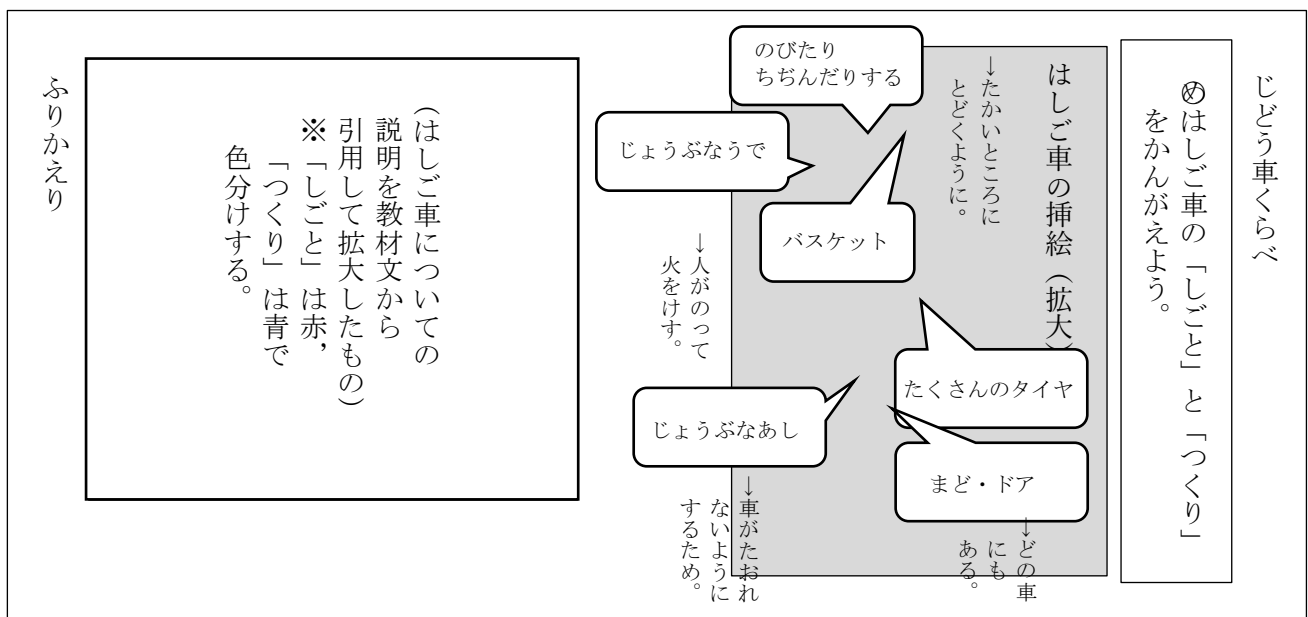 じどう車くらべ
㋱はしご車の「しごと」と「つくり」
をかんがえよう。
はしご車の挿絵（拡大）
↓たかいところに
とどくように。
のびたり
ちぢんだりする
じょうぶなうで
バスケット
↓人がのって
火をけす。
たくさんのタイヤ
まど・ドア
↓どの車
にも
ある。
じょうぶなあし
↓車がたおれ
ないように
するため。
（はしご車についての
説明を教材文から
引用して拡大したもの）
※「しごと」は赤，
「つくり」は青で
色分けする。
ふりかえり